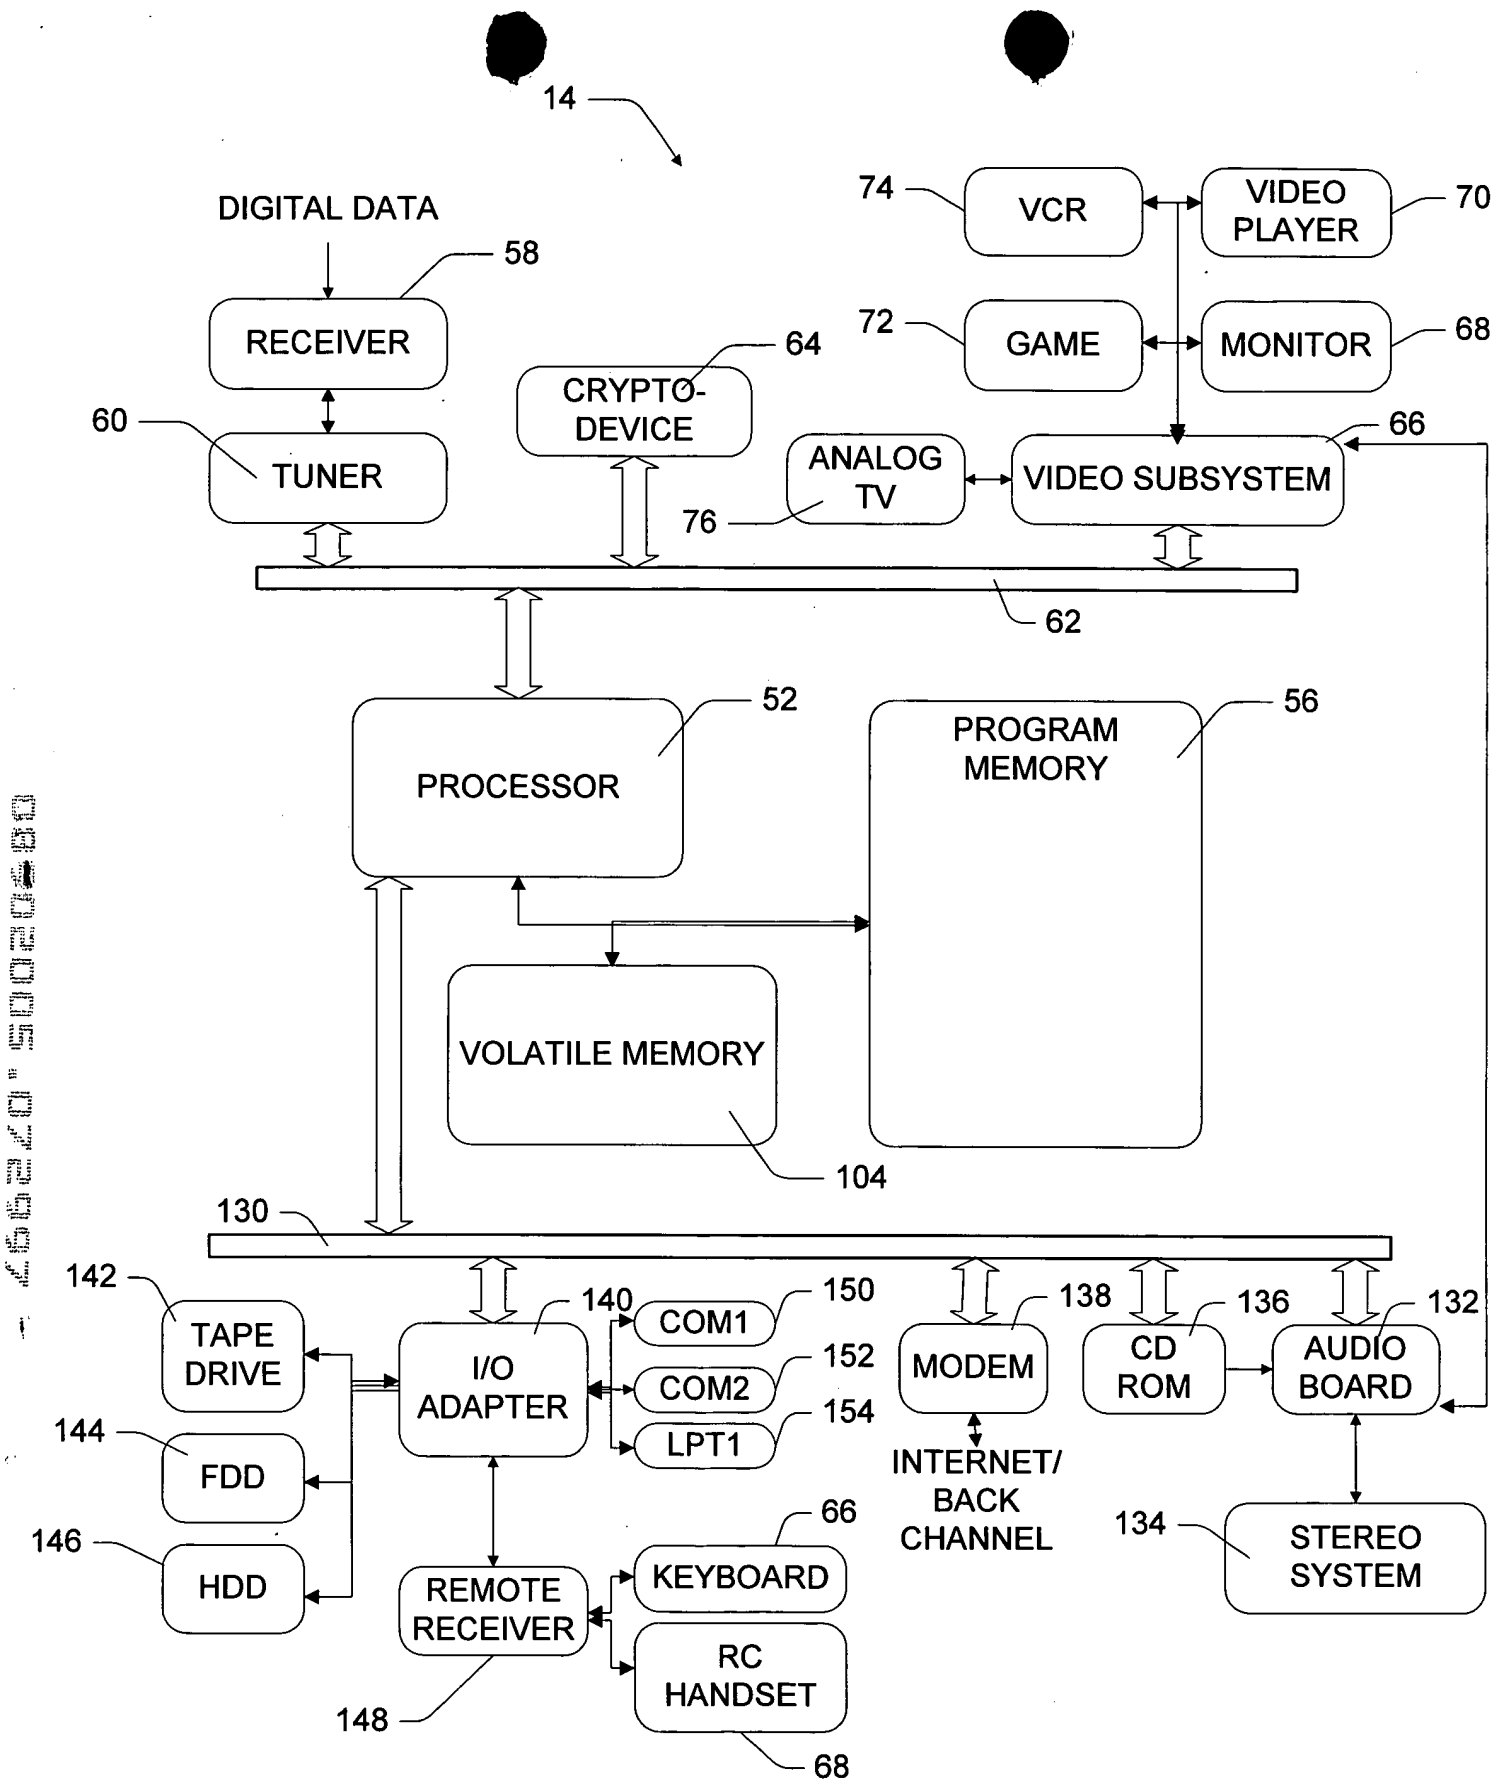 14
DIGITAL DATA
58
RECEIVER
60
TUNER
64
CRYPTO-
DEVICE
74
VCR
VIDEO
PLAYER
70
72
GAME
MONITOR
68
66
ANALOG
TV
76
VIDEO SUBSYSTEM
62
52
PROCESSOR
56
PROGRAM
MEMORY
VOLATILE MEMORY
104
130
142
TAPE
DRIVE
144
FDD
146
HDD
140
I/O
ADAPTER
150
COM1
152
COM2
154
LPT1
138
MODEM
INTERNET/
BACK
CHANNEL
136
CD
ROM
132
AUDIO
BOARD
134
STEREO
SYSTEM
REMOTE
RECEIVER
148
66
KEYBOARD
RC
HANDSET
68